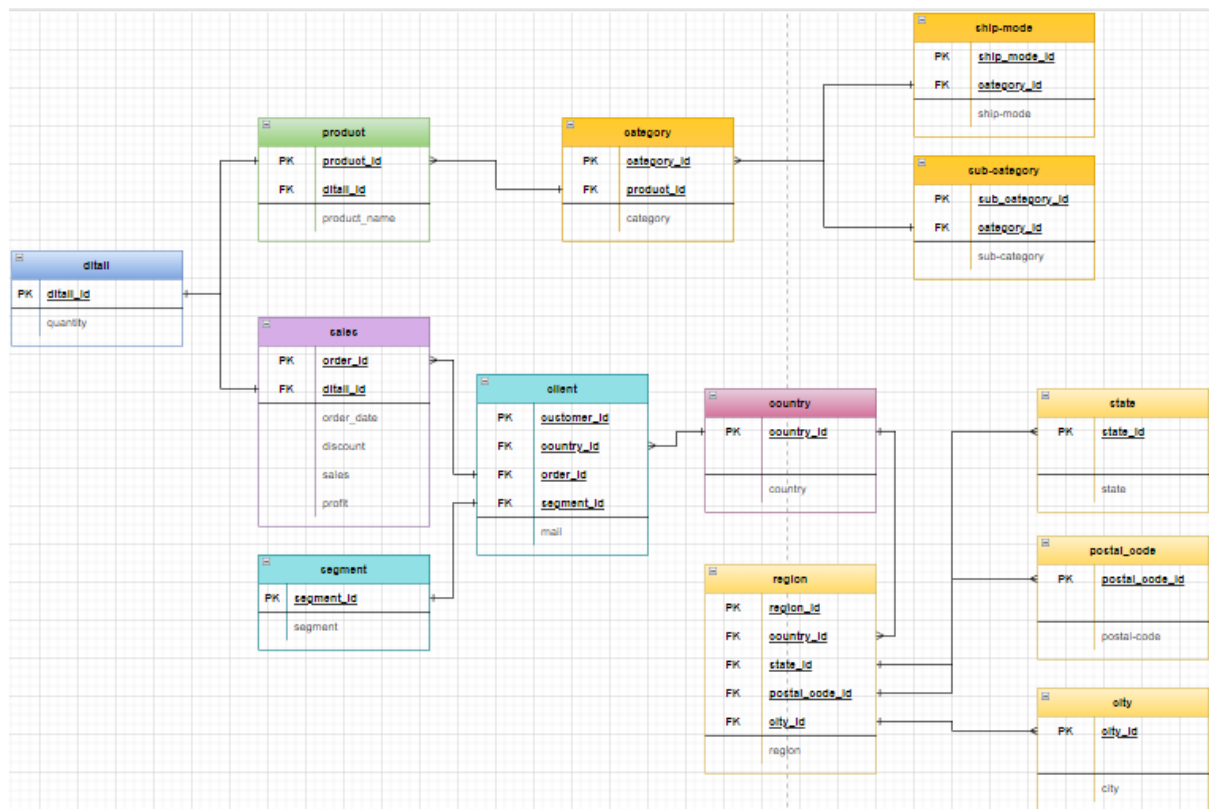 ship-mode
PK ship_mode_id
FK category_id
ship-mode
product
PK product_id
FK ditail_id
product_name
category
PK category_id
FK product_id
category
sub-category
PK sub_category_id
FK category_id
sub-category
ditail
PK ditail_id
quantity
sales
PK order_id
FK ditail_id
order_date
discount
sales
profit
client
PK customer_id
FK country_id
FK order_id
FK segment_id
mail
country
PK country_id
country
state
PK state_id
state
segment
PK segment_id
segment
region
PK region_id
FK country_id
FK state_id
FK postal_code_id
FK city_id
region
postal_code
PK postal_code_id
postal-code
city
PK city_id
city